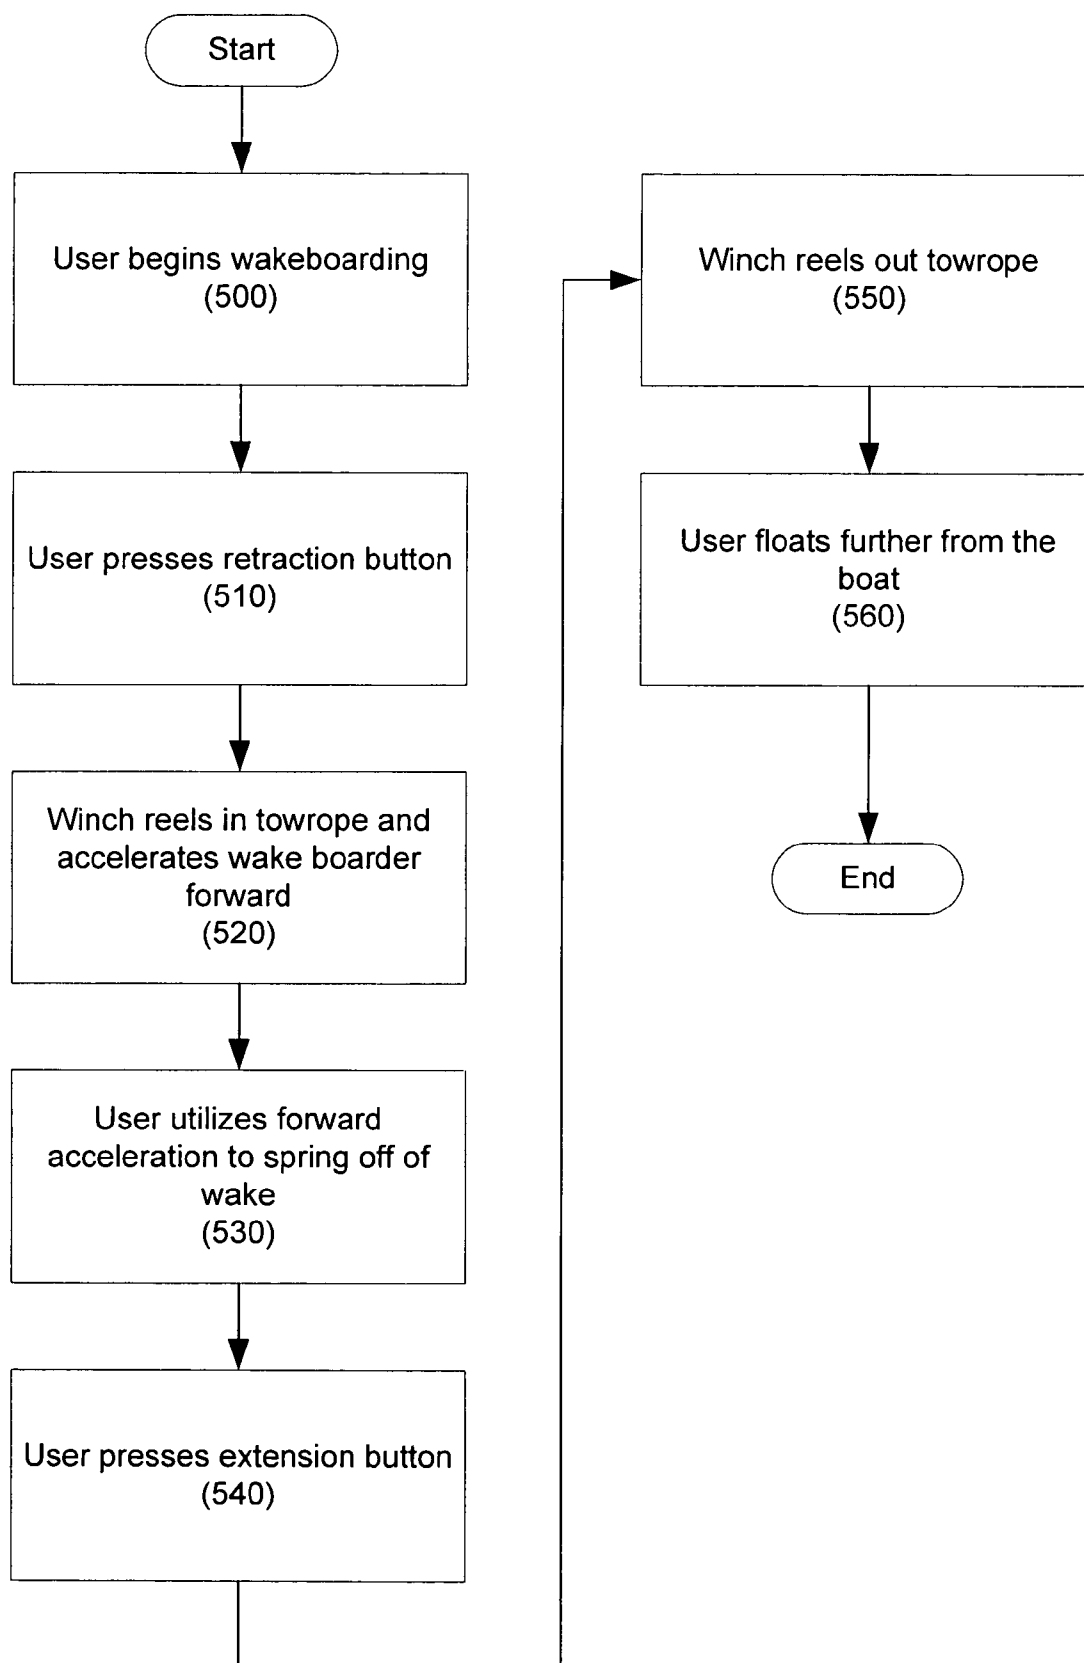 Start
User begins wakeboarding
(500)
User presses retraction button
(510)
Winch reels in towrope and
accelerates wake boarder
forward
(520)
User utilizes forward
acceleration to spring off of
wake
(530)
User presses extension button
(540)
Winch reels out towrope
(550)
User floats further from the
boat
(560)
End